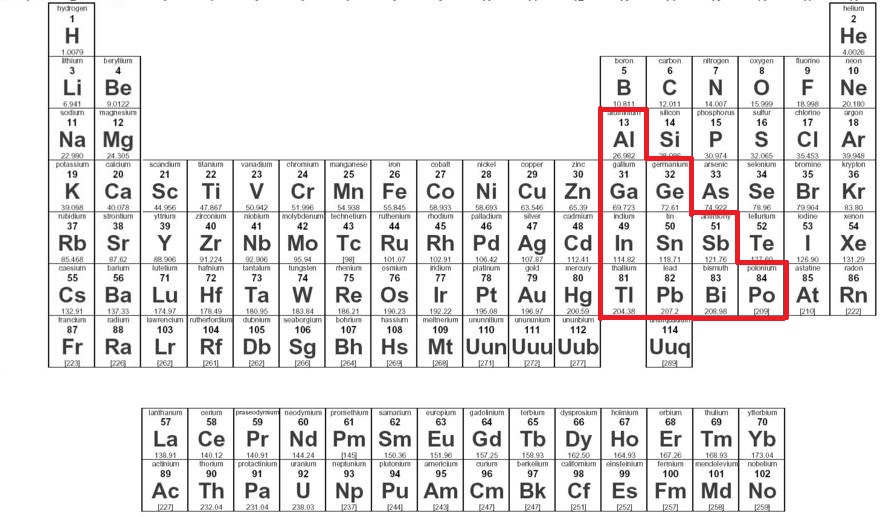 hydrogen helium
1 2
H He
1.0079 4.0026
lithium beryllium boron carbon nitrogen oxygen fluorine neon
3 4 5 6 7 8 9 10
Li Be B C N O F Ne
6.941 9.0122 10.811 12.011 14.007 15.999 18.998 20.180
sodium magnesium aluminium silicon phosphorus sulfur chlorine argon
11 12 13 14 15 16 17 18
Na Mg Al Si P S Cl Ar
22.990 24.305 26.982 30.974 32.065 35.453 39.948
potassium calcium scandium titanium vanadium chromium manganese iron cobalt nickel copper zinc gallium germanium arsenic selenium bromine krypton
19 20 21 22 23 24 25 26 27 28 29 30 31 32 33 34 35 36
K Ca Sc Ti V Cr Mn Fe Co Ni Cu Zn Ga Ge As Se Br Kr
39.098 40.078 44.956 47.867 50.942 51.996 54.938 55.845 58.933 58.693 63.546 65.39 69.723 72.61 74.922 78.96 79.904 83.80
rubidium strontium yttrium zirconium niobium molybdenum technetium ruthenium rhodium palladium silver cadmium indium tin antimony tellurium iodine xenon
37 38 39 40 41 42 43 44 45 46 47 48 49 50 51 52 53 54
Rb Sr Y Zr Nb Mo Tc Ru Rh Pd Ag Cd In Sn Sb Te I Xe
85.468 87.62 88.906 91.224 92.906 95.94 [98] 101.07 102.91 106.42 107.87 112.41 114.82 118.71 121.76 127.60 126.90 131.29
caesium barium lutetium hafnium tantalum tungsten rhenium osmium iridium platinum gold mercury thallium lead bismuth polonium astatine radon
55 56 71 72 73 74 75 76 77 78 79 80 81 82 83 84 85 86
Cs Ba Lu Hf Ta W Re Os Ir Pt Au Hg Tl Pb Bi Po At Rn
132.91 137.33 174.97 178.49 180.95 183.84 186.21 190.23 192.22 195.08 196.97 200.59 204.38 207.2 208.98 [209] [210] [222]
francium radium lawrencium rutherfordium dubnium seaborgium bohrium hassium meitnerium ununnilium unununium ununbium
87 88 103 104 105 106 107 108 109 110 111 112 114
Fr Ra Lr Rf Db Sg Bh Hs Mt Uun Uuu Uub Uuq
[223] [226] [262] [261] [262] [266] [264] [269] [268] [271] [272] [277] [289]
lanthanum cerium praseodymium neodymium promethium samarium europium gadolinium terbium dysprosium holmium erbium thulium ytterbium
57 58 59 60 61 62 63 64 65 66 67 68 69 70
La Ce Pr Nd Pm Sm Eu Gd Tb Dy Ho Er Tm Yb
138.91 140.12 140.91 144.24 [145] 150.36 151.96 157.25 158.93 162.50 164.93 167.26 168.93 173.04
actinium thorium protactinium uranium neptunium plutonium americium curium berkelium californium einsteinium fermium mendelevium nobelium
89 90 91 92 93 94 95 96 97 98 99 100 101 102
Ac Th Pa U Np Pu Am Cm Bk Cf Es Fm Md No
[227] 232.04 231.04 238.03 [237] [244] [243] [247] [247] [251] [252] [257] [258] [259]